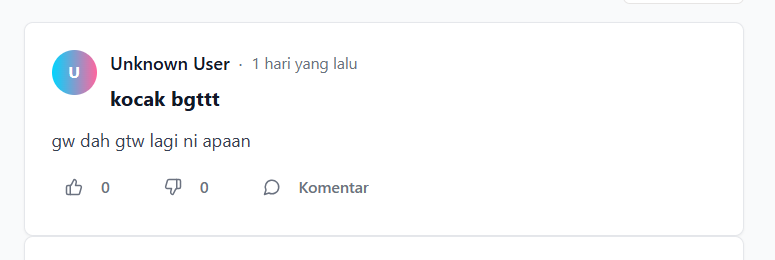 U Unknown User · 1 hari yang lalu
kocak bgttt
gw dah gtw lagi ni apaan
0 0 Komentar